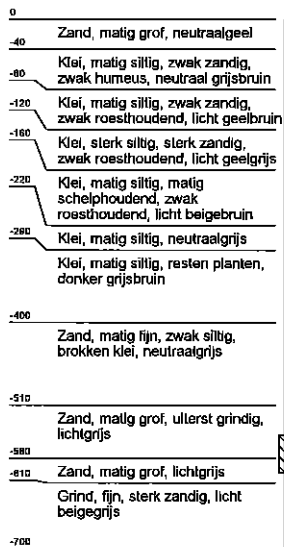 0
Zand, matig grof, neutraalgeel
-40
Klei, matig siltig, zwak zandig,
zwak humeus, neutraal grijsbruin
-80
Klei, matig siltig, zwak zandig,
zwak roesthoudend, licht geelbruin
-120
Klei, sterk siltig, sterk zandig,
zwak roesthoudend, licht geelgrijs
-160
Klei, matig siltig, matig
schelphoudend, zwak
roesthoudend, licht beigebruin
-220
Klei, matig siltig, neutraalgrijs
-260
Klei, matig siltig, resten planten,
donker grijsbruin
-400
Zand, matig fijn, zwak siltig,
brokken klei, neutraalgrijs
-510
Zand, matig grof, uiterst grindig,
lichtgrijs
-580
Zand, matig grof, lichtgrijs
-610
Grind, fijn, sterk zandig, licht
beigegrijs
-700